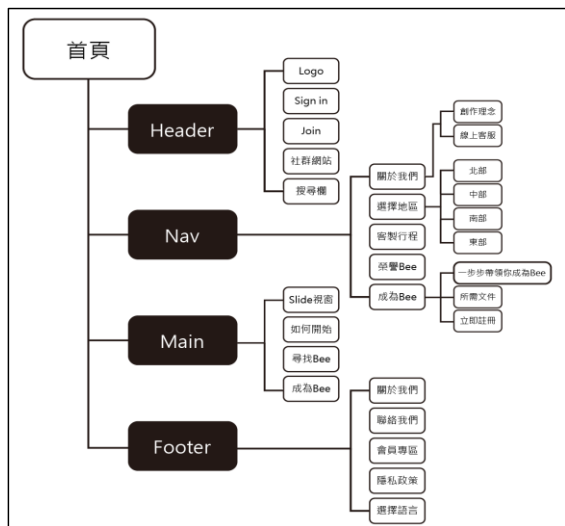 首頁
Header
Logo
Sign in
Join
社群網站
搜尋欄
Nav
關於我們
創作理念
線上客服
選擇地區
北部
中部
南部
東部
客製行程
榮譽Bee
成為Bee
一步步帶領你成為Bee
所需文件
立即註冊
Main
Slide視窗
如何開始
尋找Bee
成為Bee
Footer
關於我們
聯絡我們
會員專區
隱私政策
選擇語言